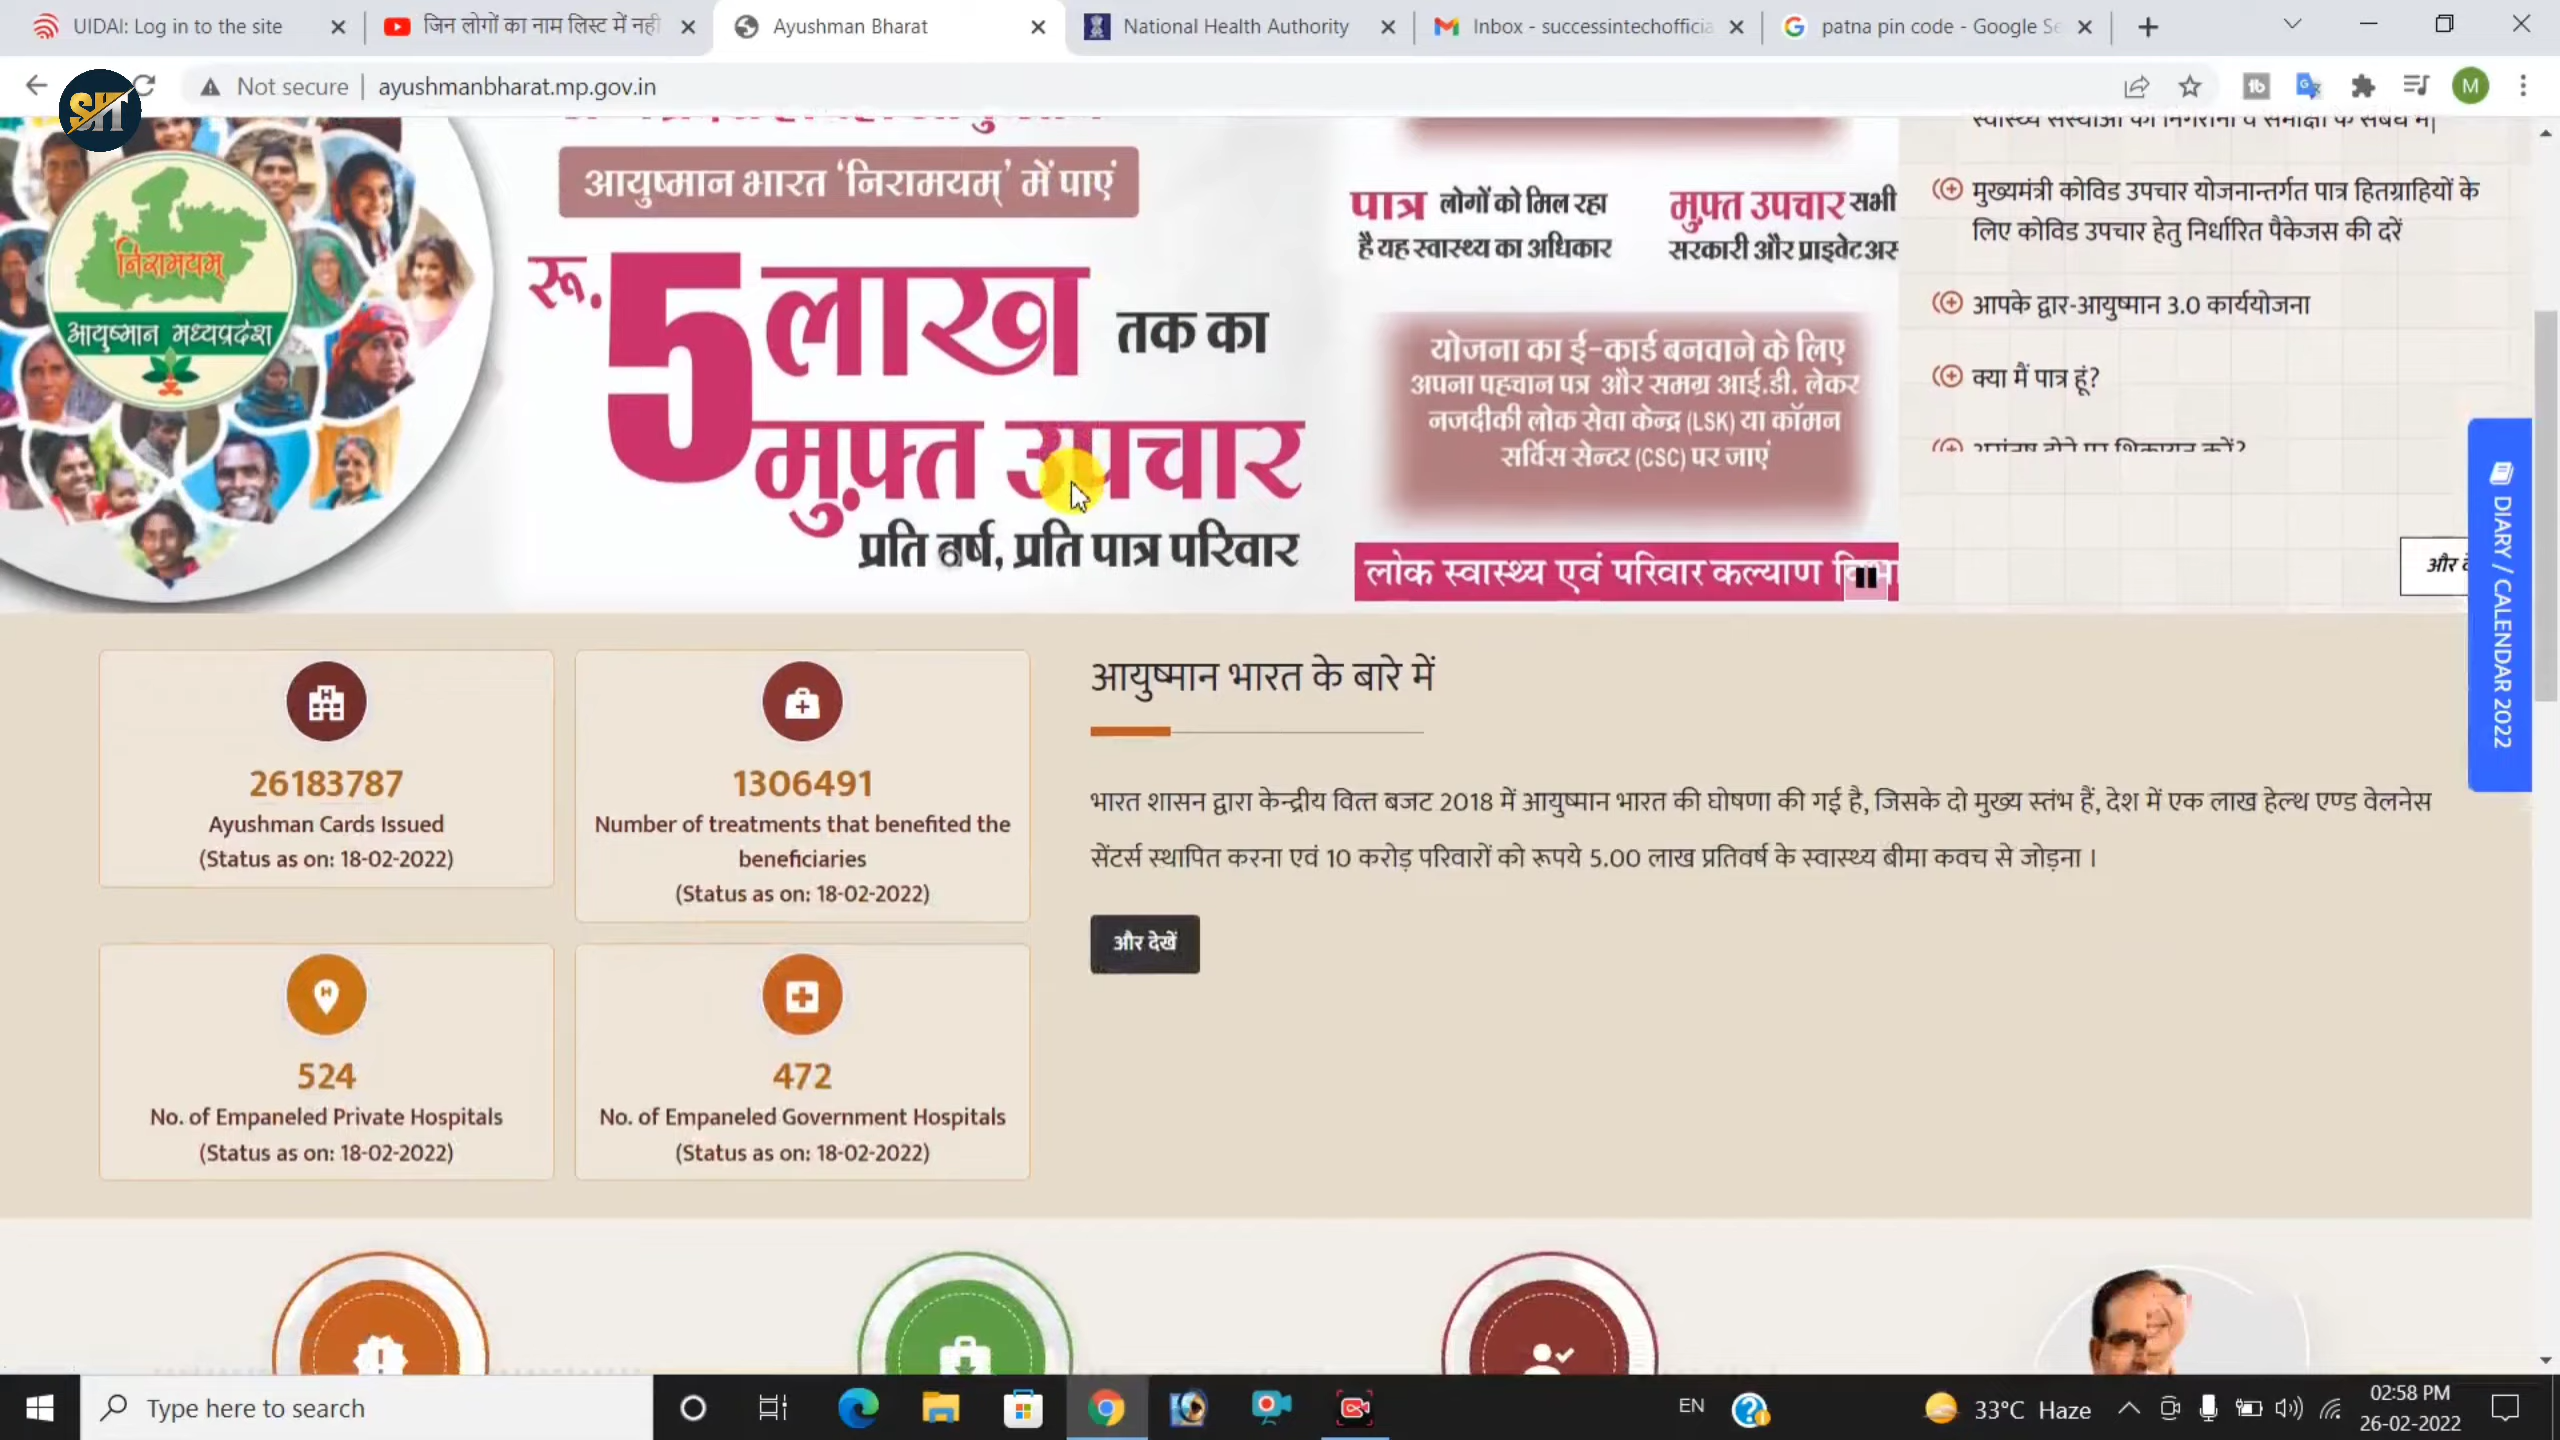 UIDAI: Log in to the site
जिन लोगों का नाम लिस्ट में नही
Ayushman Bharat
National Health Authority
Inbox - successintechofficia
patna pin code - Google Se
Not secure
ayushmanbharat.mp.gov.in
M
SIT
आयुष्मान भारत ‘निरामयम्’ में पाएं
रू.
5 लाख तक का
मुफ़्त उपचार
प्रति वर्ष, प्रति पात्र परिवार
निरामयम्
आयुष्मान मध्यप्रदेश
पात्र लोगों को मिल रहा
है यह स्वास्थ्य का अधिकार
मुफ़्त उपचार सभी
सरकारी और प्राइवेट अस
योजना का ई-कार्ड बनवाने के लिए
अपना पहचान पत्र और समग्र आई.डी. लेकर
नजदीकी लोक सेवा केन्द्र (LSK) या कॉमन
सर्विस सेन्टर (CSC) पर जाएं
लोक स्वास्थ्य एवं परिवार कल्याण
स्वास्थ्य संस्थाओं की निगरानी व समीक्षा के संबंध में|
मुख्यमंत्री कोविड उपचार योजनान्तर्गत पात्र हितग्राहियों के
लिए कोविड उपचार हेतु निर्धारित पैकेजस की दरें
आपके द्वार-आयुष्मान 3.0 कार्ययोजना
क्या मैं पात्र हूं?
और
DIARY / CALENDAR 2022
26183787
Ayushman Cards Issued
(Status as on: 18-02-2022)
1306491
Number of treatments that benefited the
beneficiaries
(Status as on: 18-02-2022)
524
No. of Empaneled Private Hospitals
(Status as on: 18-02-2022)
472
No. of Empaneled Government Hospitals
(Status as on: 18-02-2022)
आयुष्मान भारत के बारे में
भारत शासन द्वारा केन्द्रीय वित्त बजट 2018 में आयुष्मान भारत की घोषणा की गई है, जिसके दो मुख्य स्तंभ हैं, देश में एक लाख हेल्थ एण्ड वेलनेस
सेंटर्स स्थापित करना एवं 10 करोड़ परिवारों को रूपये 5.00 लाख प्रतिवर्ष के स्वास्थ्य बीमा कवच से जोड़ना ।
और देखें
Type here to search
EN
33°C Haze
02:58 PM
26-02-2022